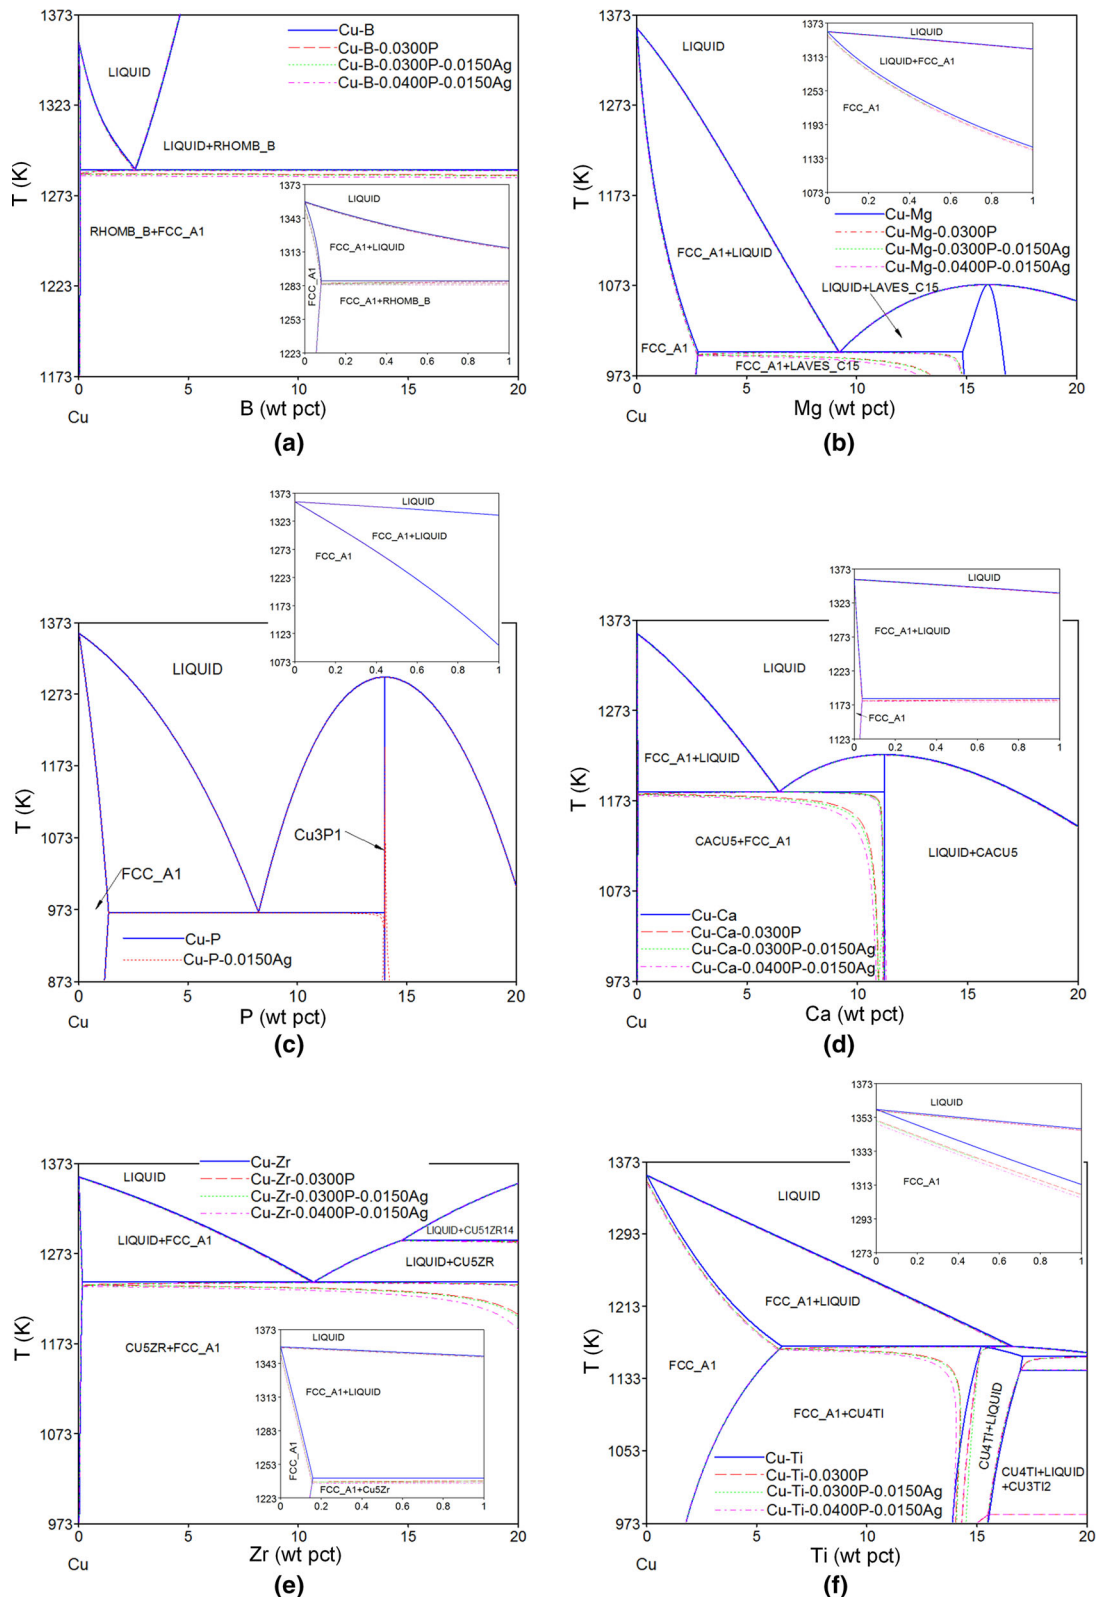 1373
1323
1273
1223
1173
T (K)
LIQUID
Cu-B
Cu-B-0.0300P
Cu-B-0.0300P-0.0150Ag
Cu-B-0.0400P-0.0150Ag
LIQUID+RHOMB_B
RHOMB_B+FCC_A1
1373
1343
1313
1283
1253
1223
LIQUID
FCC_A1+LIQUID
FCC_A1
FCC_A1+RHOMB_B
0 0.2 0.4 0.6 0.8 1
0 5 10 15 20
B (wt pct)
Cu
(a)
1373
1273
1173
1073
973
T (K)
LIQUID
1373
1313
1253
1193
1133
1073
LIQUID
LIQUID+FCC_A1
FCC_A1
0 0.2 0.4 0.6 0.8 1
Cu-Mg
Cu-Mg-0.0300P
Cu-Mg-0.0300P-0.0150Ag
Cu-Mg-0.0400P-0.0150Ag
FCC_A1+LIQUID
LIQUID+LAVES_C15
FCC_A1
FCC_A1+LAVES_C15
0 5 10 15 20
Mg (wt pct)
Cu
(b)
1373
1323
1273
1223
1173
1123
1073
LIQUID
FCC_A1+LIQUID
FCC_A1
0 0.2 0.4 0.6 0.8 1
1373
1273
1173
1073
973
873
T (K)
LIQUID
Cu3P1
FCC_A1
Cu-P
Cu-P-0.0150Ag
0 5 10 15 20
P (wt pct)
Cu
(c)
1373
1323
1273
1223
1173
1123
LIQUID
FCC_A1+LIQUID
FCC_A1
0 0.2 0.4 0.6 0.8 1
1373
1273
1173
1073
973
T (K)
LIQUID
FCC_A1+LIQUID
CACU5+FCC_A1
LIQUID+CACU5
Cu-Ca
Cu-Ca-0.0300P
Cu-Ca-0.0300P-0.0150Ag
Cu-Ca-0.0400P-0.0150Ag
0 5 10 15 20
Ca (wt pct)
Cu
(d)
1373
1273
1173
1073
973
T (K)
LIQUID
Cu-Zr
Cu-Zr-0.0300P
Cu-Zr-0.0300P-0.0150Ag
Cu-Zr-0.0400P-0.0150Ag
LIQUID+FCC_A1
LIQUID+CU51ZR14
LIQUID+CU5ZR
CU5ZR+FCC_A1
1373
1343
1313
1283
1253
1223
LIQUID
FCC_A1+LIQUID
FCC_A1
FCC_A1+Cu5Zr
0 0.2 0.4 0.6 0.8 1
0 5 10 15 20
Zr (wt pct)
Cu
(e)
1373
1353
1333
1313
1293
1273
LIQUID
FCC_A1
0 0.2 0.4 0.6 0.8 1
1373
1293
1213
1133
1053
973
T (K)
LIQUID
FCC_A1+LIQUID
FCC_A1
FCC_A1+CU4TI
CU4TI+LIQUID
CU4TI+LIQUID
+CU3TI2
Cu-Ti
Cu-Ti-0.0300P
Cu-Ti-0.0300P-0.0150Ag
Cu-Ti-0.0400P-0.0150Ag
0 5 10 15 20
Ti (wt pct)
Cu
(f)